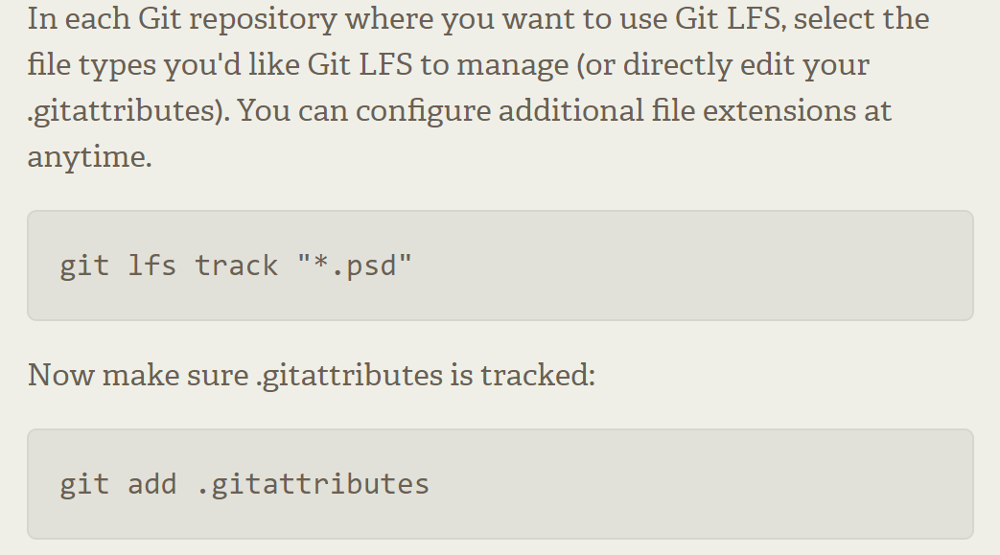 In each Git repository where you want to use Git LFS, select the
file types you'd like Git LFS to manage (or directly edit your
.gitattributes). You can configure additional file extensions at
anytime.
git lfs track "*.psd"
Now make sure .gitattributes is tracked:
git add .gitattributes